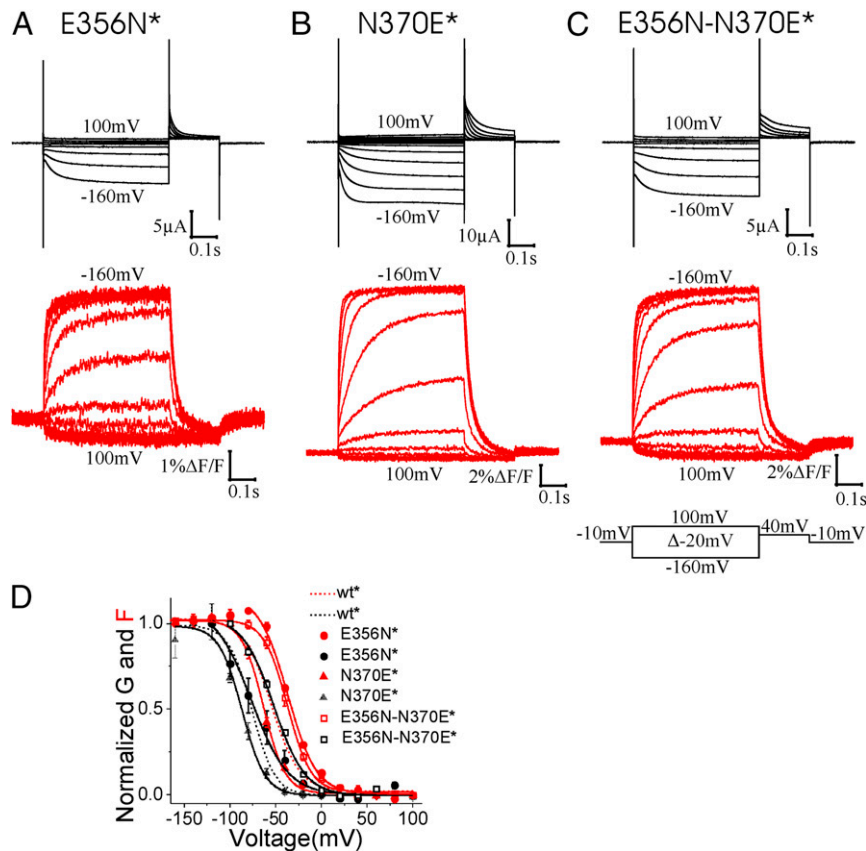 A
E356N*
B
N370E*
C
E356N-N370E*
100mV
-160mV
5µA
0.1s
100mV
-160mV
10µA
0.1s
100mV
-160mV
5µA
0.1s
-160mV
100mV
1%ΔF/F
0.1s
-160mV
100mV
2%ΔF/F
0.1s
-160mV
100mV
2%ΔF/F
0.1s
-10mV
100mV
Δ-20mV
-160mV
40mV
-10mV
D
Normalized G and F
1.0
0.5
0.0
-150
-100
-50
0
50
100
Voltage(mV)
wt*
wt*
E356N*
E356N*
N370E*
N370E*
E356N-N370E*
E356N-N370E*